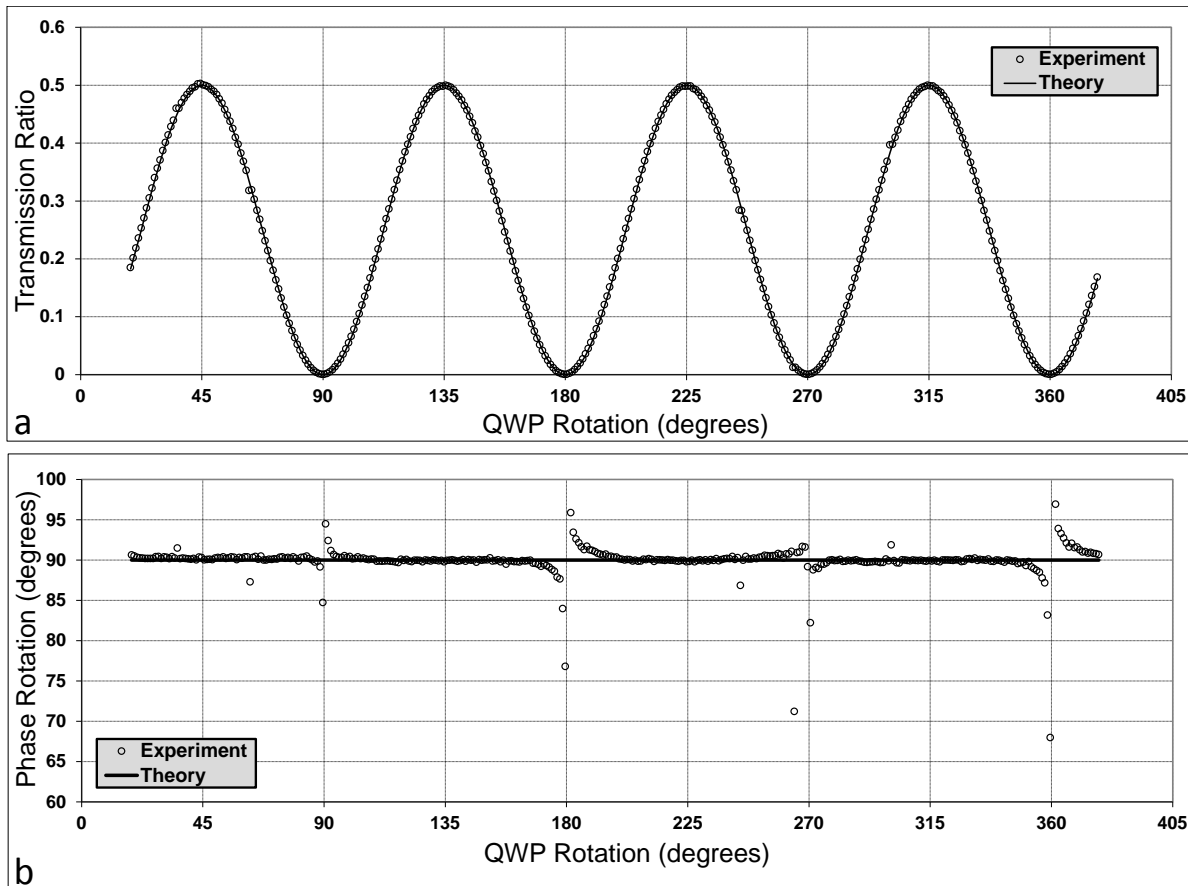 0.6
0.5
0.4
0.3
0.2
0.1
0
Transmission Ratio
Experiment
Theory
0 45 90 135 180 225 270 315 360 405
QWP Rotation (degrees)
a
100
95
90
85
80
75
70
65
60
Phase Rotation (degrees)
Experiment
Theory
0 45 90 135 180 225 270 315 360 405
QWP Rotation (degrees)
b